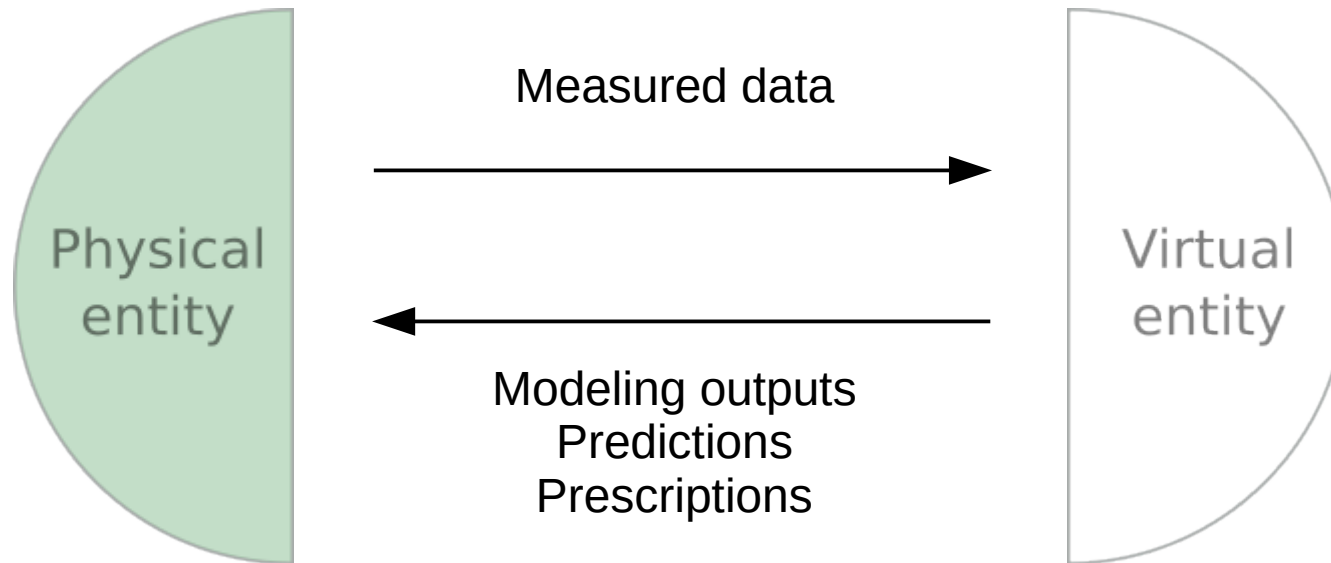 Measured data
Physical
entity
Virtual
entity
Modeling outputs
Predictions
Prescriptions